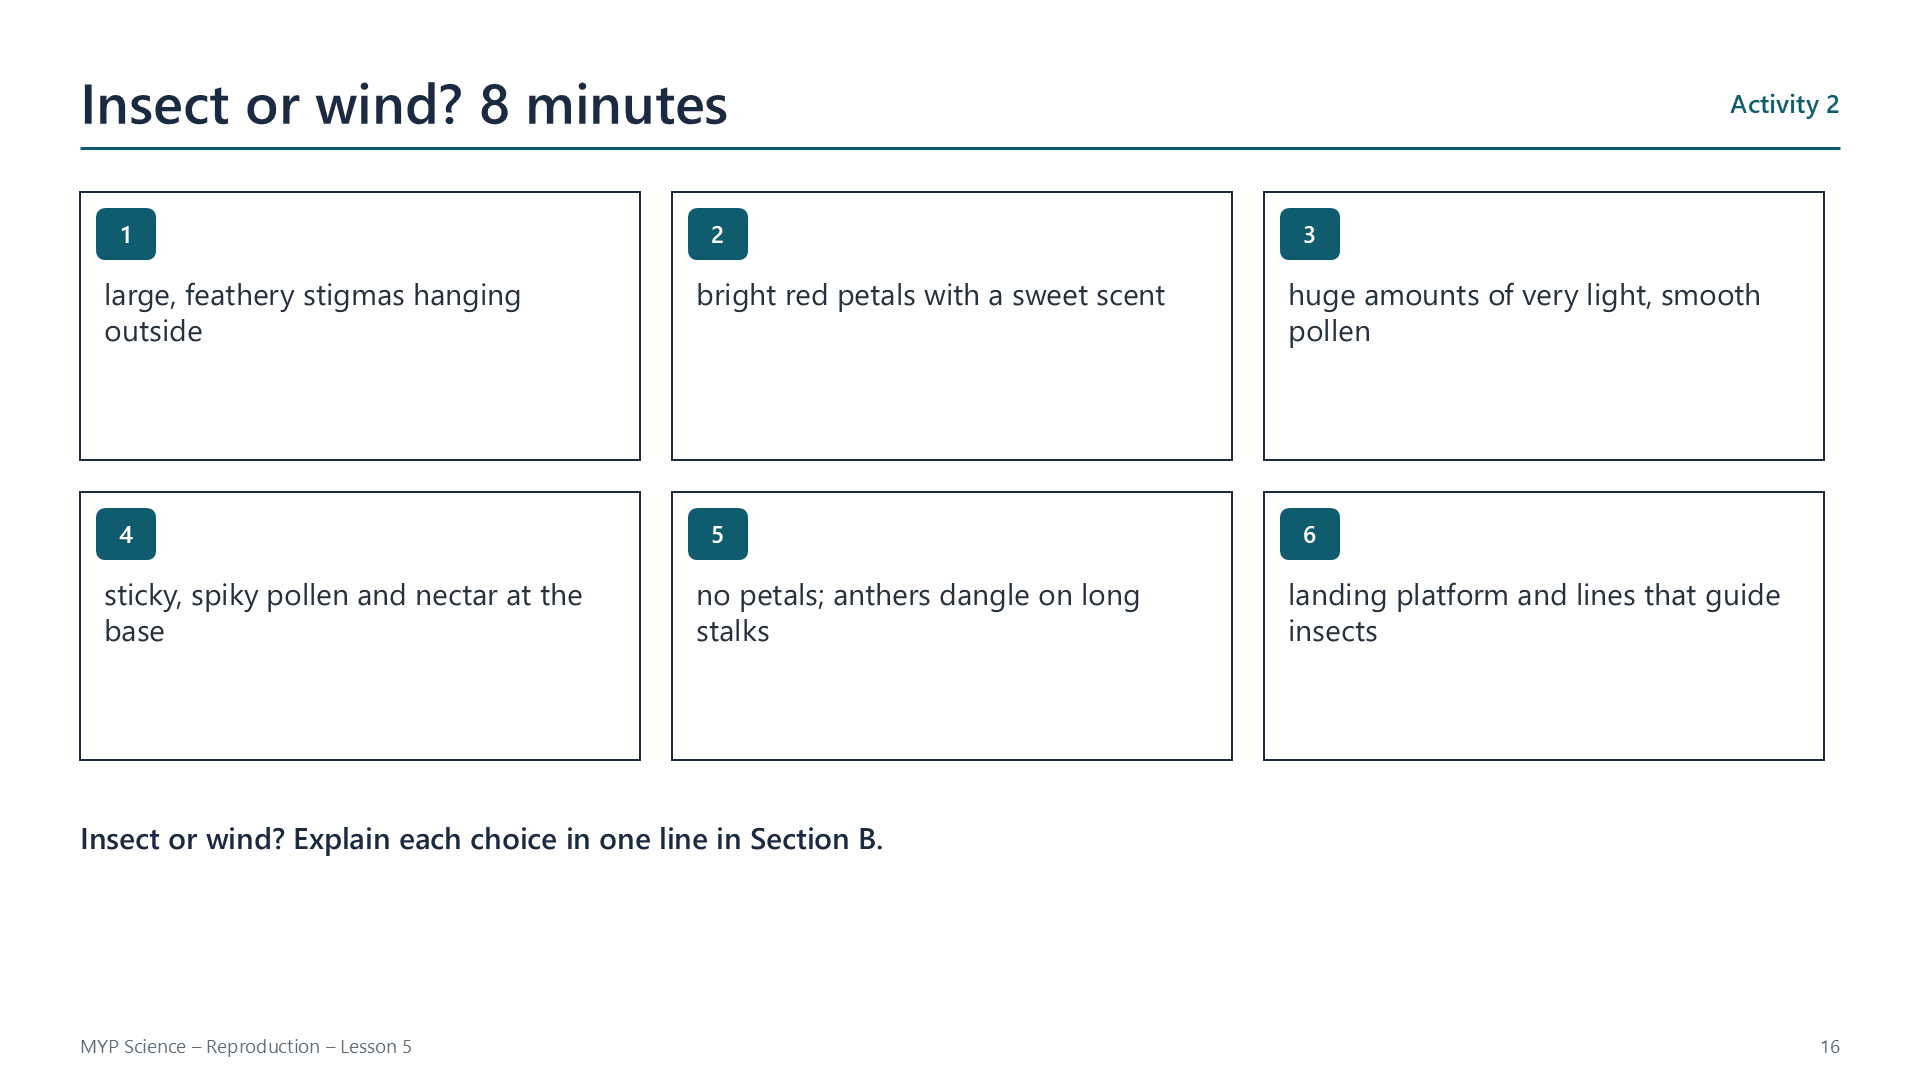 Insect or wind? 8 minutes
Activity 2
1
large, feathery stigmas hanging
outside
2
bright red petals with a sweet scent
3
huge amounts of very light, smooth
pollen
4
sticky, spiky pollen and nectar at the
base
5
no petals; anthers dangle on long
stalks
6
landing platform and lines that guide
insects
Insect or wind? Explain each choice in one line in Section B.
MYP Science – Reproduction – Lesson 5
16